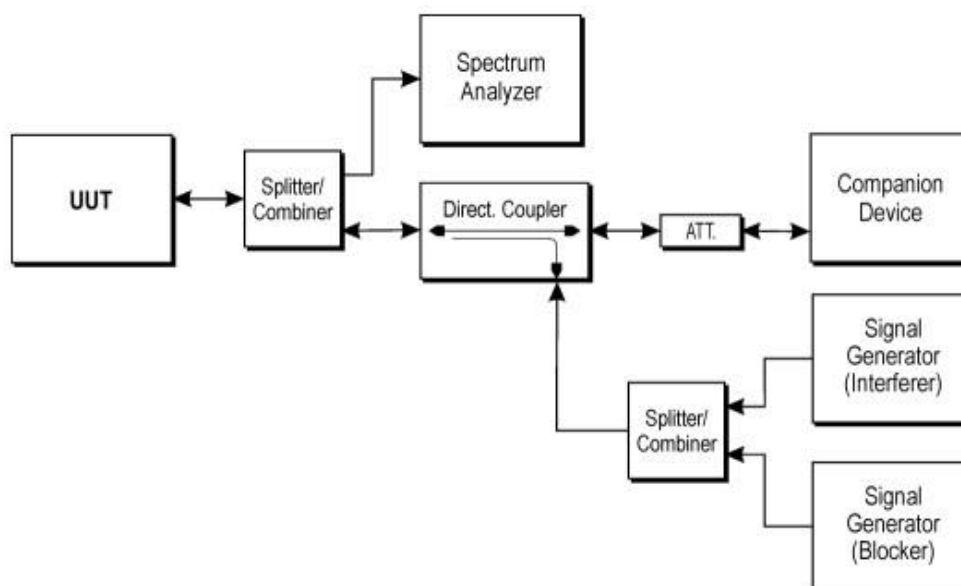 Spectrum
Analyzer
UUT
Splitter/
Combiner
Direct. Coupler
ATT.
Companion
Device
Signal
Generator
(Interferer)
Splitter/
Combiner
Signal
Generator
(Blocker)